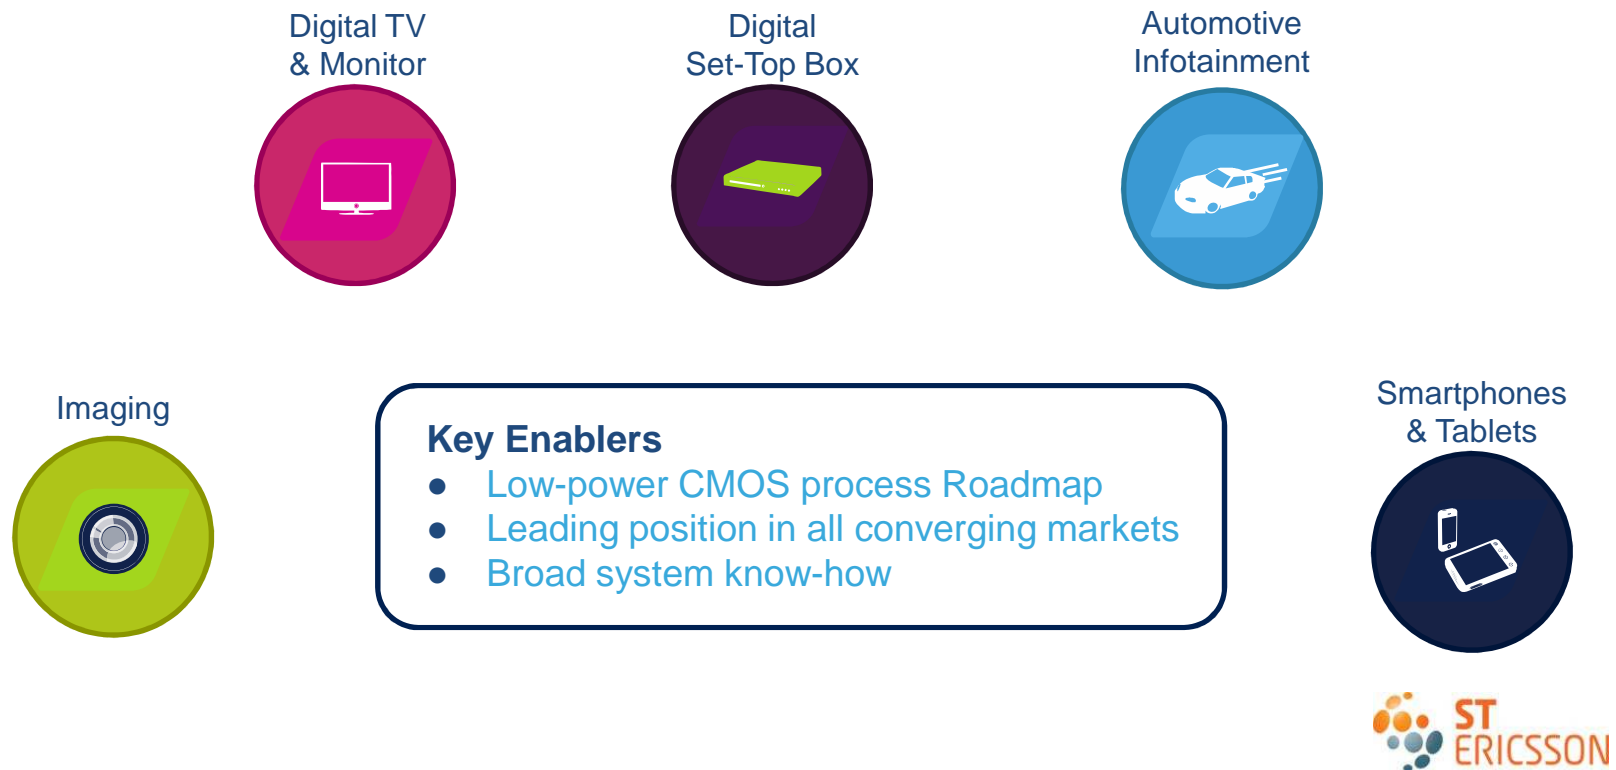 Digital TV
& Monitor
Digital
Set-Top Box
Automotive
Infotainment
Imaging
Key Enablers
● Low-power CMOS process Roadmap
● Leading position in all converging markets
● Broad system know-how
Smartphones
& Tablets
ST
ERICSSON